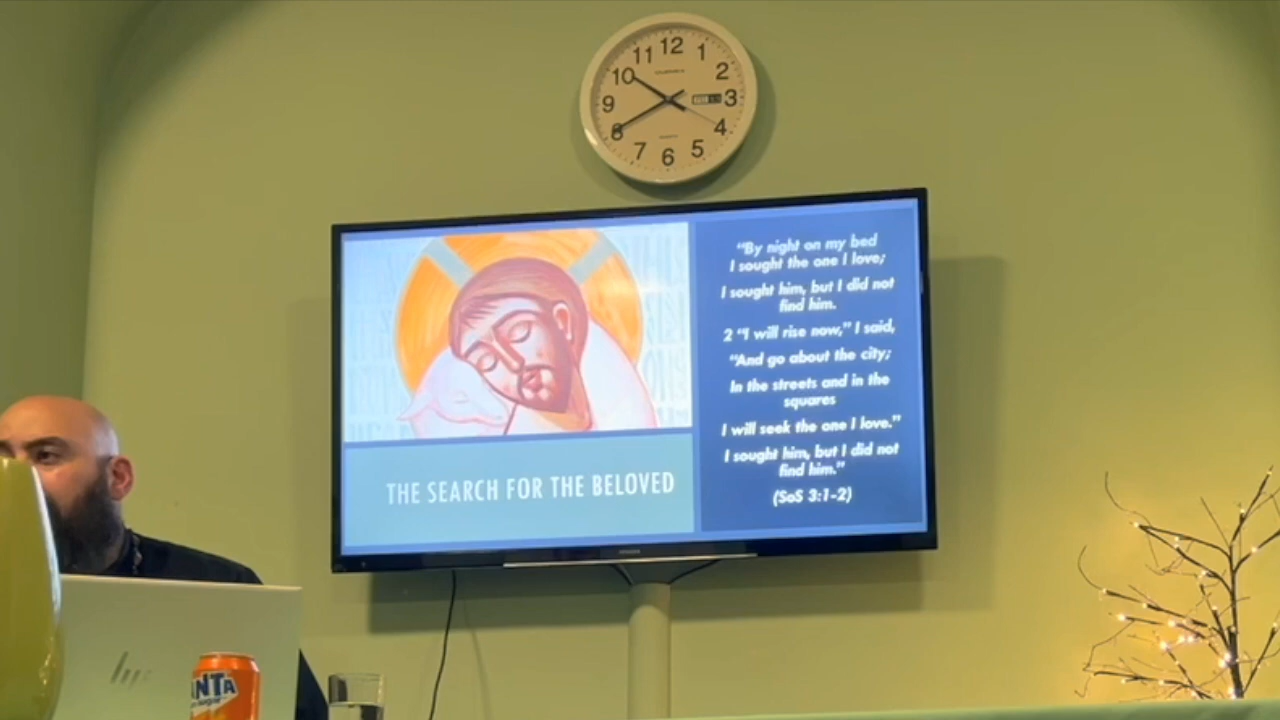 11 12 1
10 2
9 3
8 4
7 6 5
"By night on my bed
I sought the one I love;
I sought him, but I did not
find him.
2 "I will rise now," I said,
"And go about the city;
In the streets and in the
squares
I will seek the one I love."
I sought him, but I did not
find him."
(SoS 3:1-2)
THE SEARCH FOR THE BELOVED
hp
ANTA